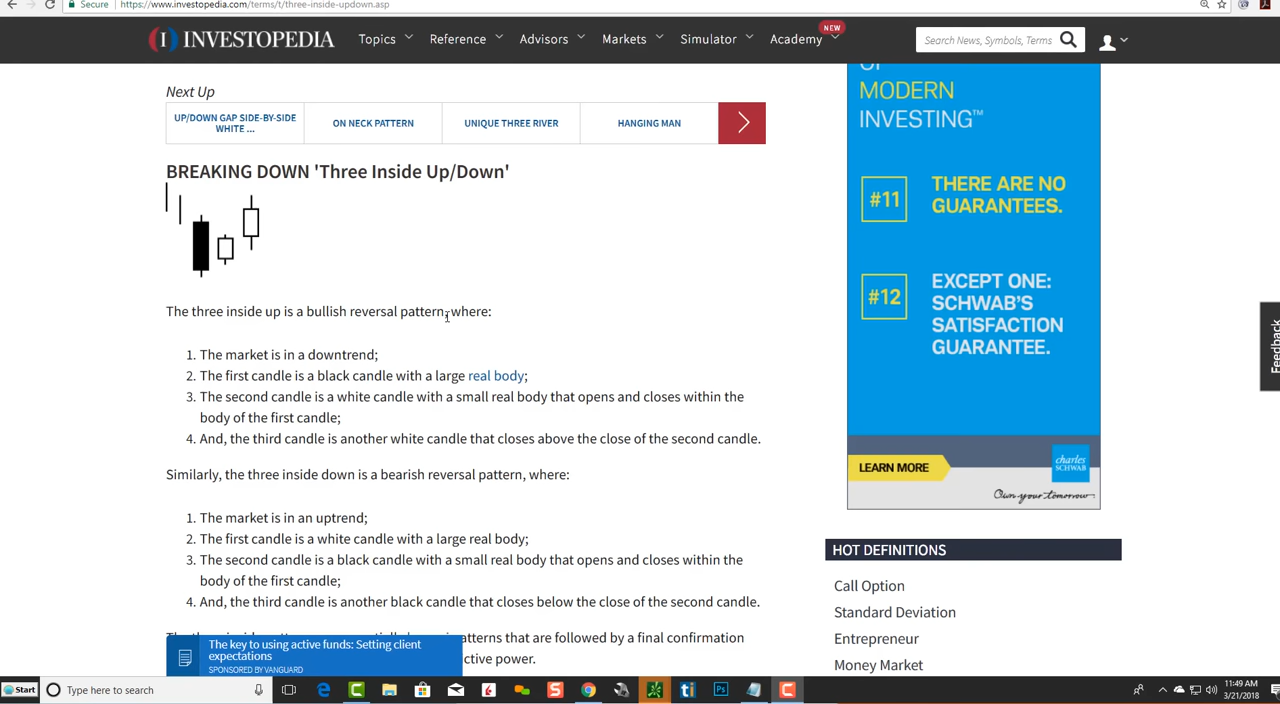 Secure https://www.investopedia.com/terms/t/three-inside-updown.asp
INVESTOPEDIA Topics Reference Advisors Markets Simulator Academy NEW Search News, Symbols, Terms
Next Up
UP/DOWN GAP SIDE-BY-SIDE
WHITE ...
ON NECK PATTERN
UNIQUE THREE RIVER
HANGING MAN
BREAKING DOWN 'Three Inside Up/Down'
The three inside up is a bullish reversal pattern, where:
1. The market is in a downtrend;
2. The first candle is a black candle with a large real body;
3. The second candle is a white candle with a small real body that opens and closes within the
body of the first candle;
4. And, the third candle is another white candle that closes above the close of the second candle.
Similarly, the three inside down is a bearish reversal pattern, where:
1. The market is in an uptrend;
2. The first candle is a white candle with a large real body;
3. The second candle is a black candle with a small real body that opens and closes within the
body of the first candle;
4. And, the third candle is another black candle that closes below the close of the second candle.
patterns that are followed by a final confirmation
power.
The key to using active funds: Setting client
expectations
SPONSORED BY VANGUARD
OF
MODERN
INVESTING™
#11
THERE ARE NO
GUARANTEES.
#12
EXCEPT ONE:
SCHWAB'S
SATISFACTION
GUARANTEE.
LEARN MORE
charles
SCHWAB
Own your tomorrow
HOT DEFINITIONS
Call Option
Standard Deviation
Entrepreneur
Money Market
Feedback
Start
Type here to search
11:49 AM
3/21/2018